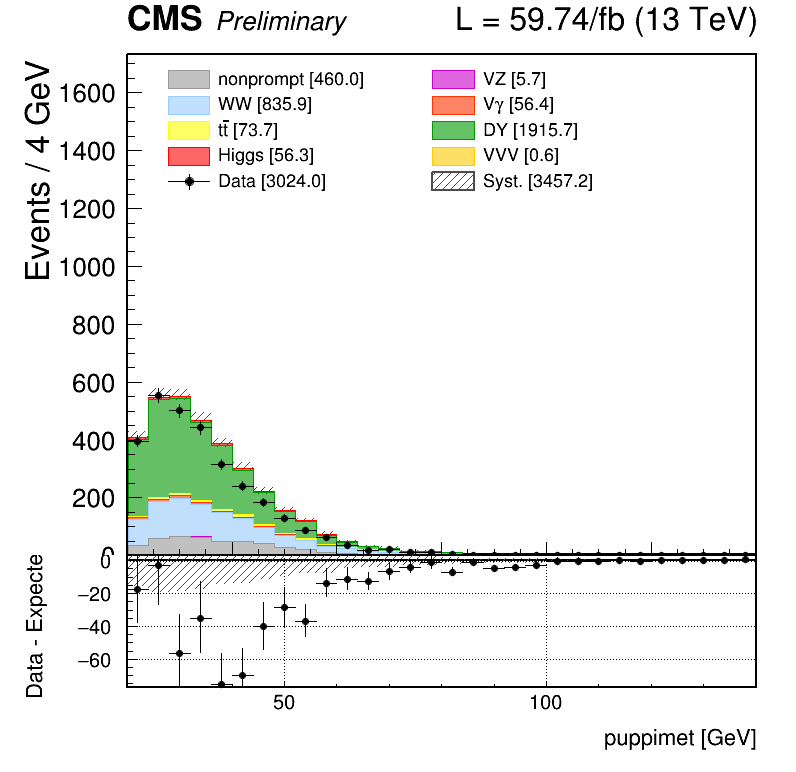 CMS Preliminary L = 59.74/fb (13 TeV)
Events / 4 GeV
1600
1400
1200
1000
800
600
400
200
0
nonprompt [460.0]
WW [835.9]
tt̄ [73.7]
Higgs [56.3]
Data [3024.0]
VZ [5.7]
Vγ [56.4]
DY [1915.7]
VVV [0.6]
Syst. [3457.2]
Data - Expecte
0
−20
−40
−60
50 100
puppimet [GeV]